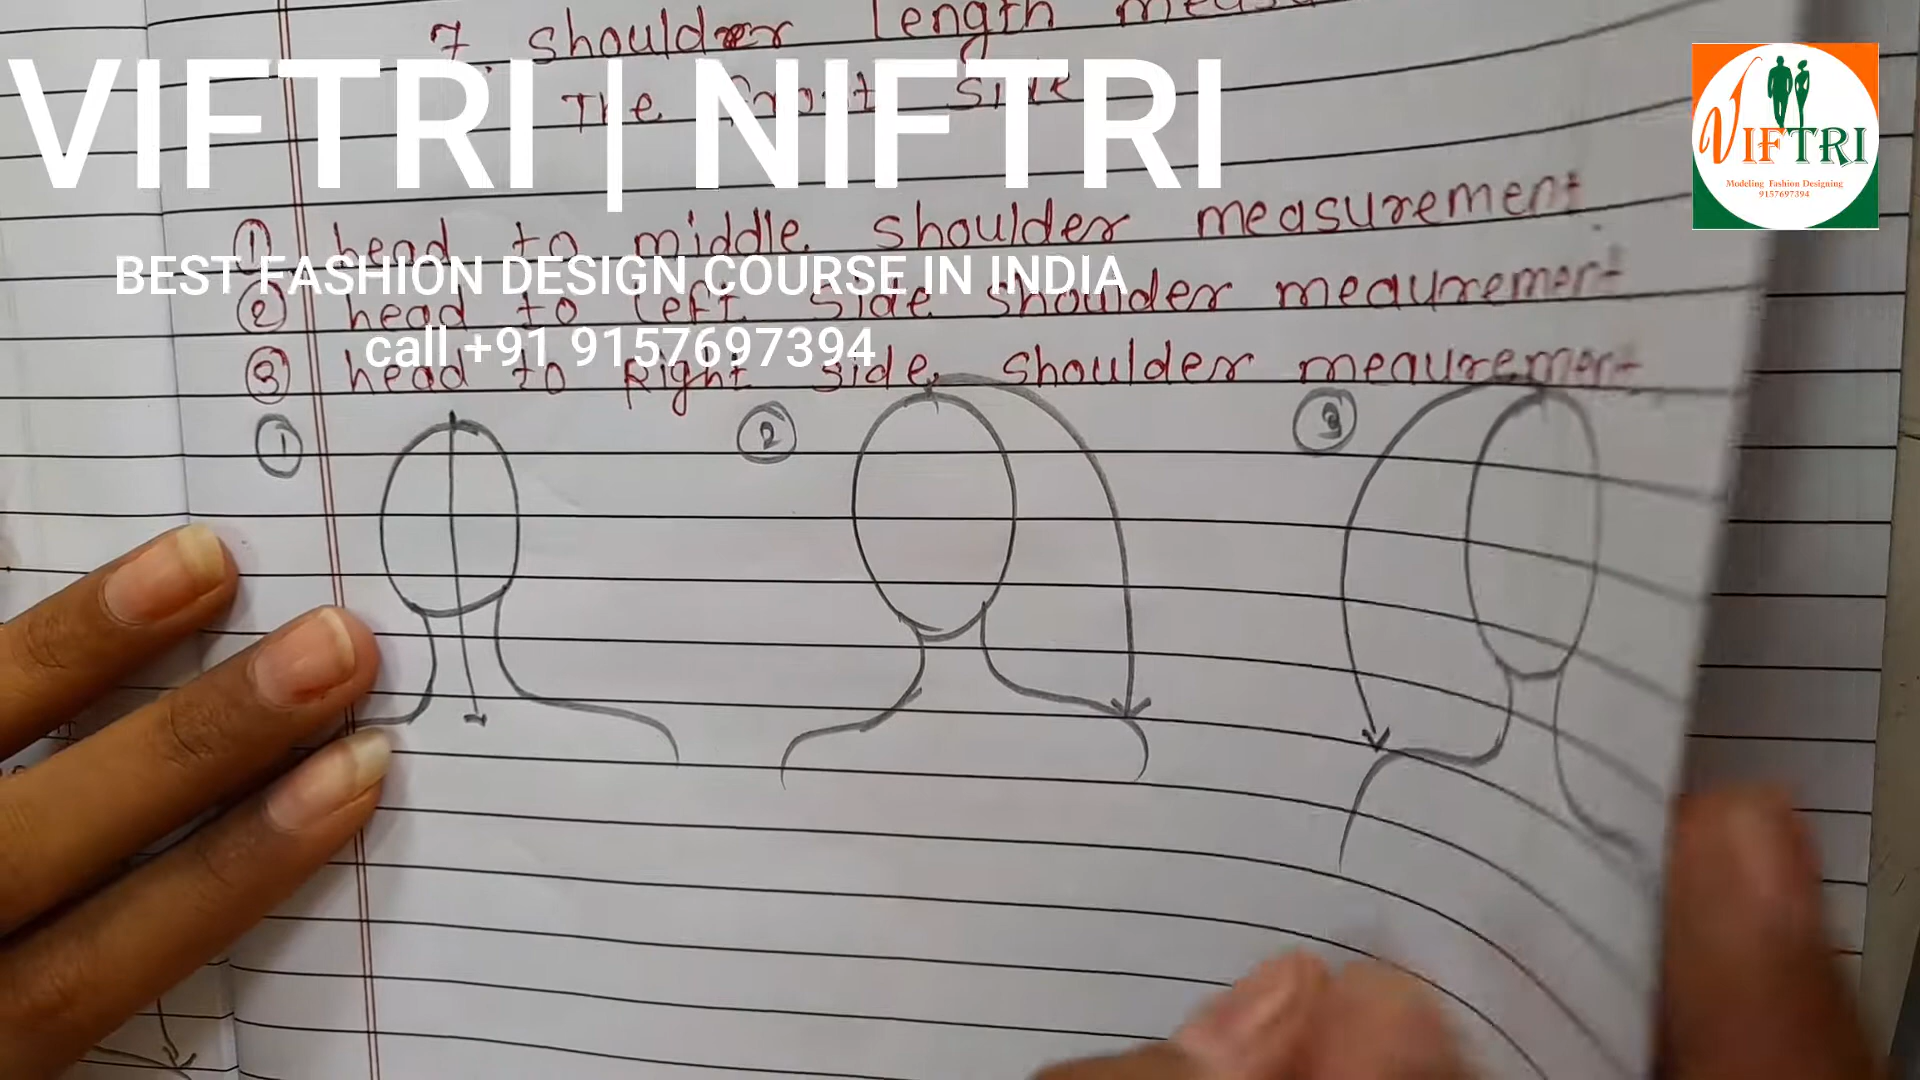 7. shoulder Length
The front side
VIFTRI | NIFTRI
VIFTRI
Modeling Fashion Designing
9157697394
① head to middle shoulder measurement
BEST FASHION DESIGN COURSE IN INDIA
② head to left side shoulder meaurement
call +91 9157697394
③ head to Right side shoulder meaurement
① ② ③